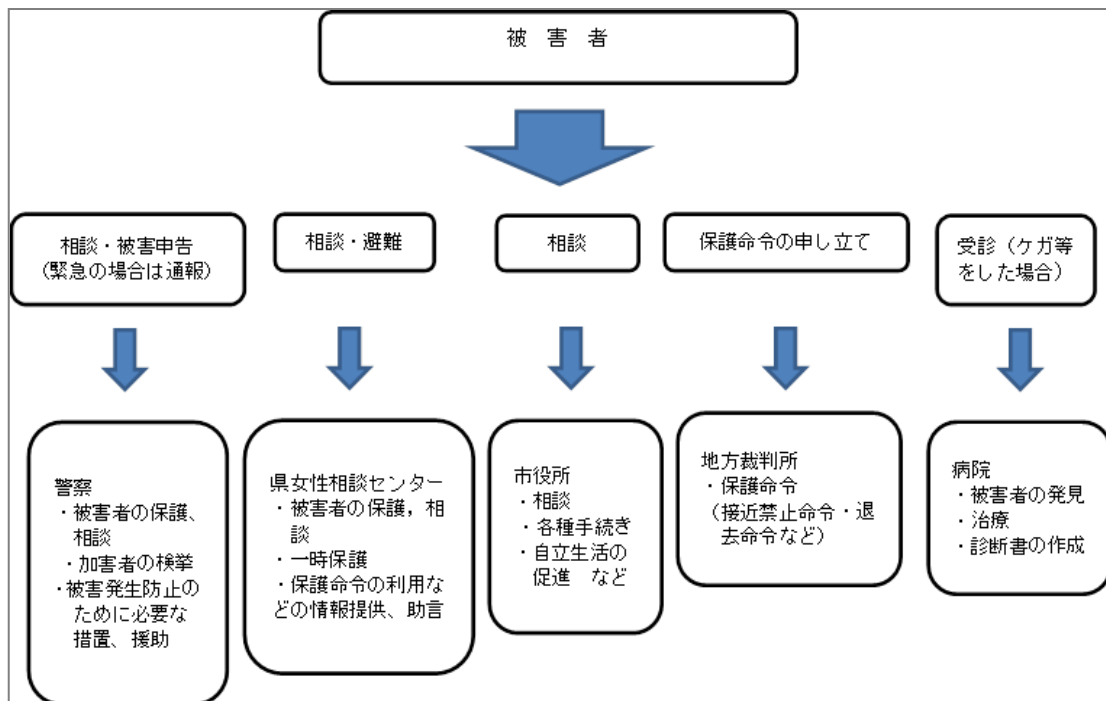 被 害 者
相談・被害申告
（緊急の場合は通報）
相談・避難
相談
保護命令の申し立て
受診（ケガ等
をした場合）
警察
・被害者の保護、
相談
・加害者の検挙
・被害発生防止の
ために必要な
措置、援助
県女性相談センター
・被害者の保護，相
談
・一時保護
・保護命令の利用な
どの情報提供、助言
市役所
・相談
・各種手続き
・自立生活の
促進　など
地方裁判所
・保護命令
（接近禁止命令・退
去命令など）
病院
・被害者の発見
・治療
・診断書の作成